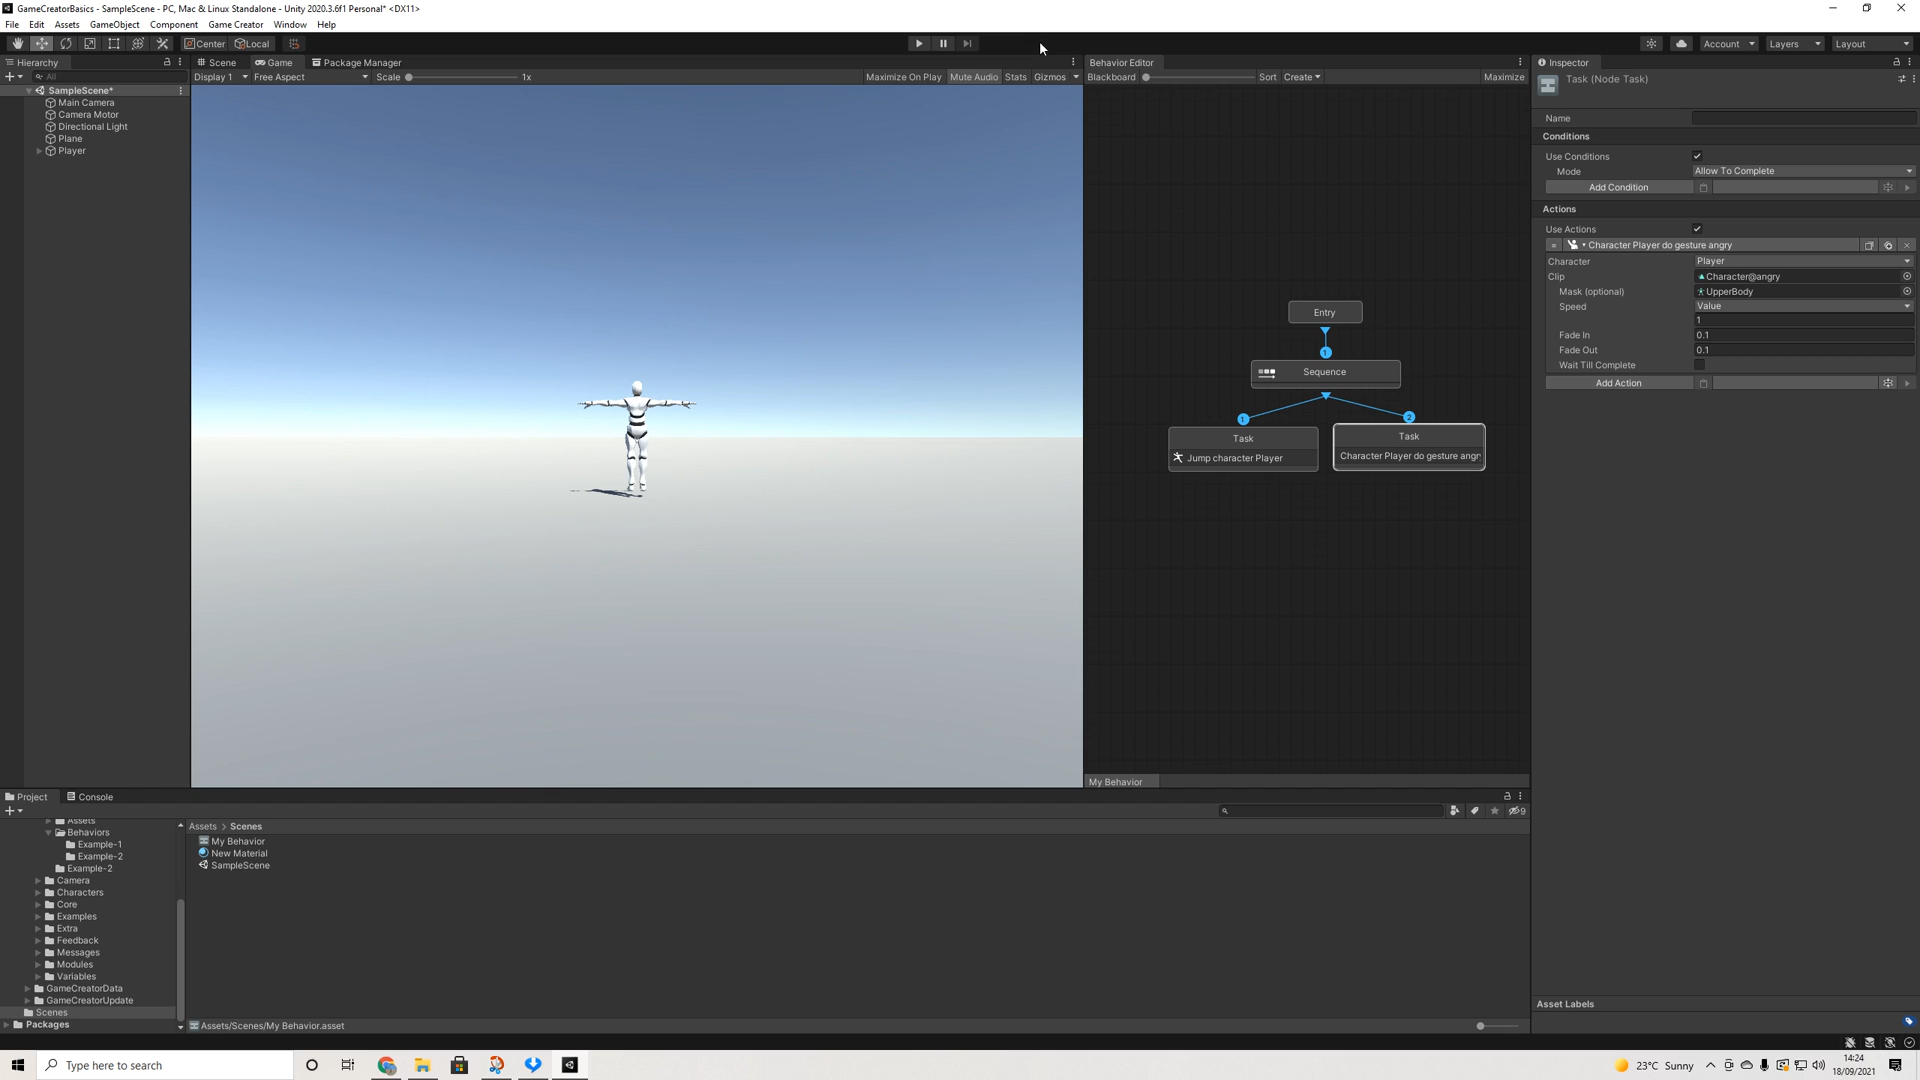 GameCreatorBasics - SampleScene - PC, Mac & Linux Standalone - Unity 2020.3.6f1 Personal* <DX11>
File Edit Assets GameObject Component Game Creator Window Help
Center Local Account Layers Layout
Hierarchy Scene Game Package Manager Behavior Editor Inspector
All Display 1 Free Aspect Scale 1x Maximize On Play Mute Audio Stats Gizmos Blackboard Sort Create Maximize
Task (Node Task)
SampleScene*
Main Camera
Camera Motor
Directional Light
Plane
Player
Name
Conditions
Use Conditions
Mode Allow To Complete
Add Condition
Actions
Use Actions
Character Player do gesture angry
Character Player
Clip Character@angry
Mask (optional) UpperBody
Speed Value
1
Fade In 0.1
Fade Out 0.1
Wait Till Complete
Add Action
Entry
1
Sequence
1 2
Task
Jump character Player
Task
Character Player do gesture angr
My Behavior
Project Console
9
Assets
Behaviors
Example-1
Example-2
Example-2
Camera
Characters
Core
Examples
Extra
Feedback
Messages
Modules
Variables
GameCreatorData
GameCreatorUpdate
Scenes
Packages
Assets > Scenes
My Behavior
New Material
SampleScene
Assets/Scenes/My Behavior.asset
Asset Labels
Type here to search
23°C Sunny
14:24
18/09/2021